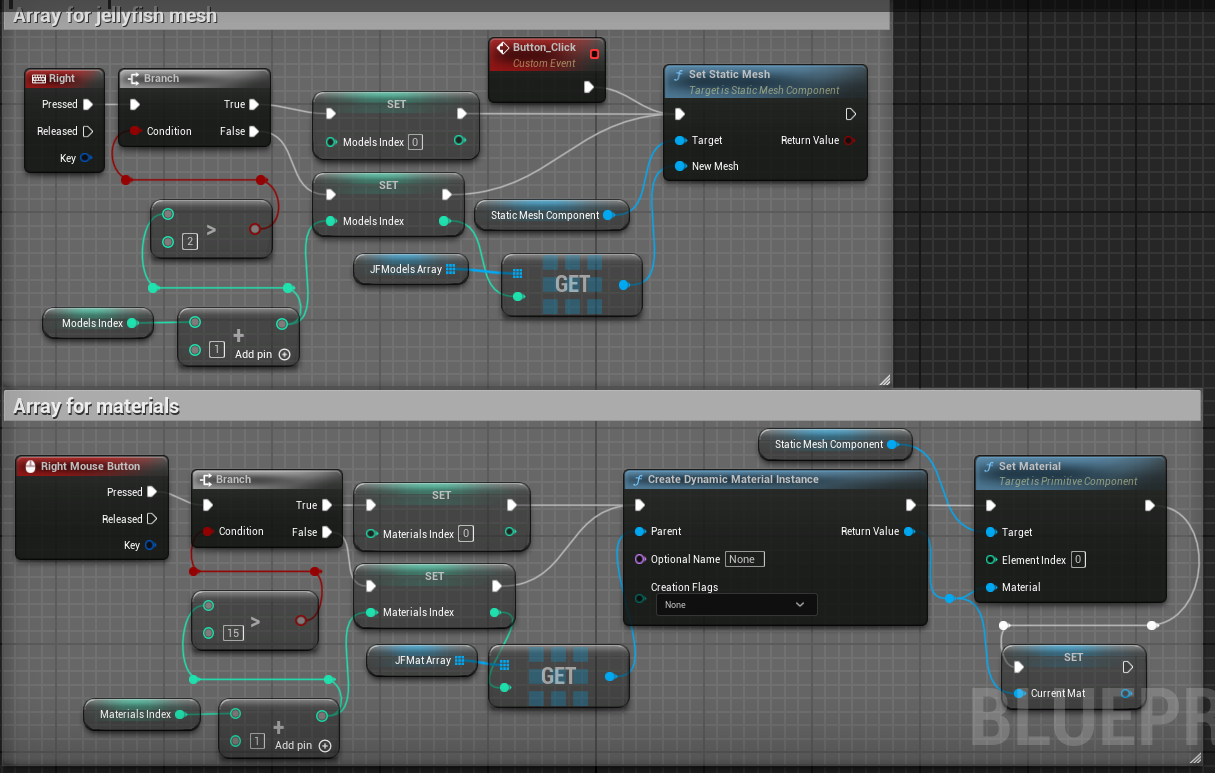 Array for jellyfish mesh
Button_Click
Custom Event
Right
Pressed
Released
Key
Branch
True
Condition
False
SET
Models Index 0
SET
Models Index
Set Static Mesh
Target is Static Mesh Component
Target
Return Value
New Mesh
Static Mesh Component
>
2
JFModels Array
GET
Models Index
+
1
Add pin
Array for materials
Static Mesh Component
Right Mouse Button
Pressed
Released
Key
Branch
True
Condition
False
SET
Materials Index 0
SET
Materials Index
Create Dynamic Material Instance
Parent
Return Value
Optional Name None
Creation Flags
None
Set Material
Target is Primitive Component
Target
Element Index 0
Material
>
15
JFMat Array
GET
SET
Current Mat
Materials Index
+
1
Add pin
BLUEPR